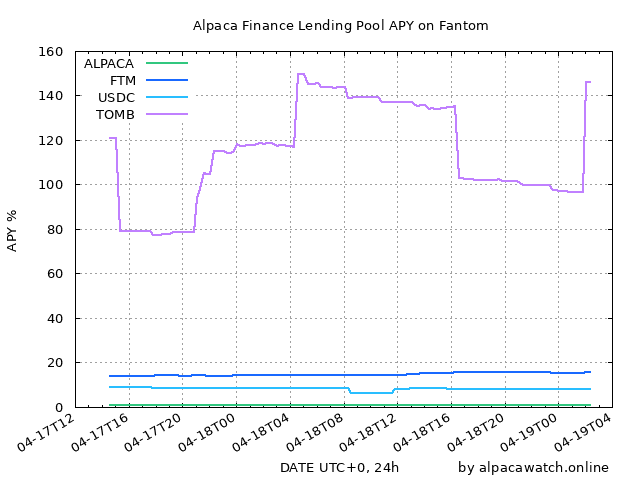 Alpaca Finance Lending Pool APY on Fantom
160
140
120
100
80
60
40
20
0
APY %
ALPACA
FTM
USDC
TOMB
04-17T12
04-17T16
04-17T20
04-18T00
04-18T04
04-18T08
04-18T12
04-18T16
04-18T20
04-19T00
04-19T04
DATE UTC+0, 24h
by alpacawatch.online